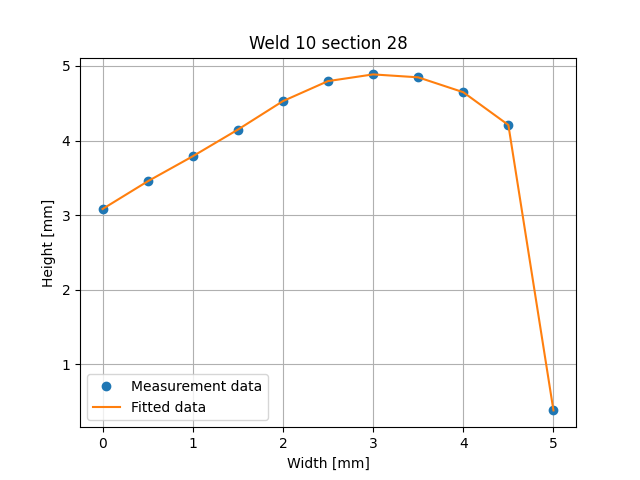 Weld 10 section 28
Height [mm]
5
4
3
2
1
Measurement data
Fitted data
0 1 2 3 4 5
Width [mm]